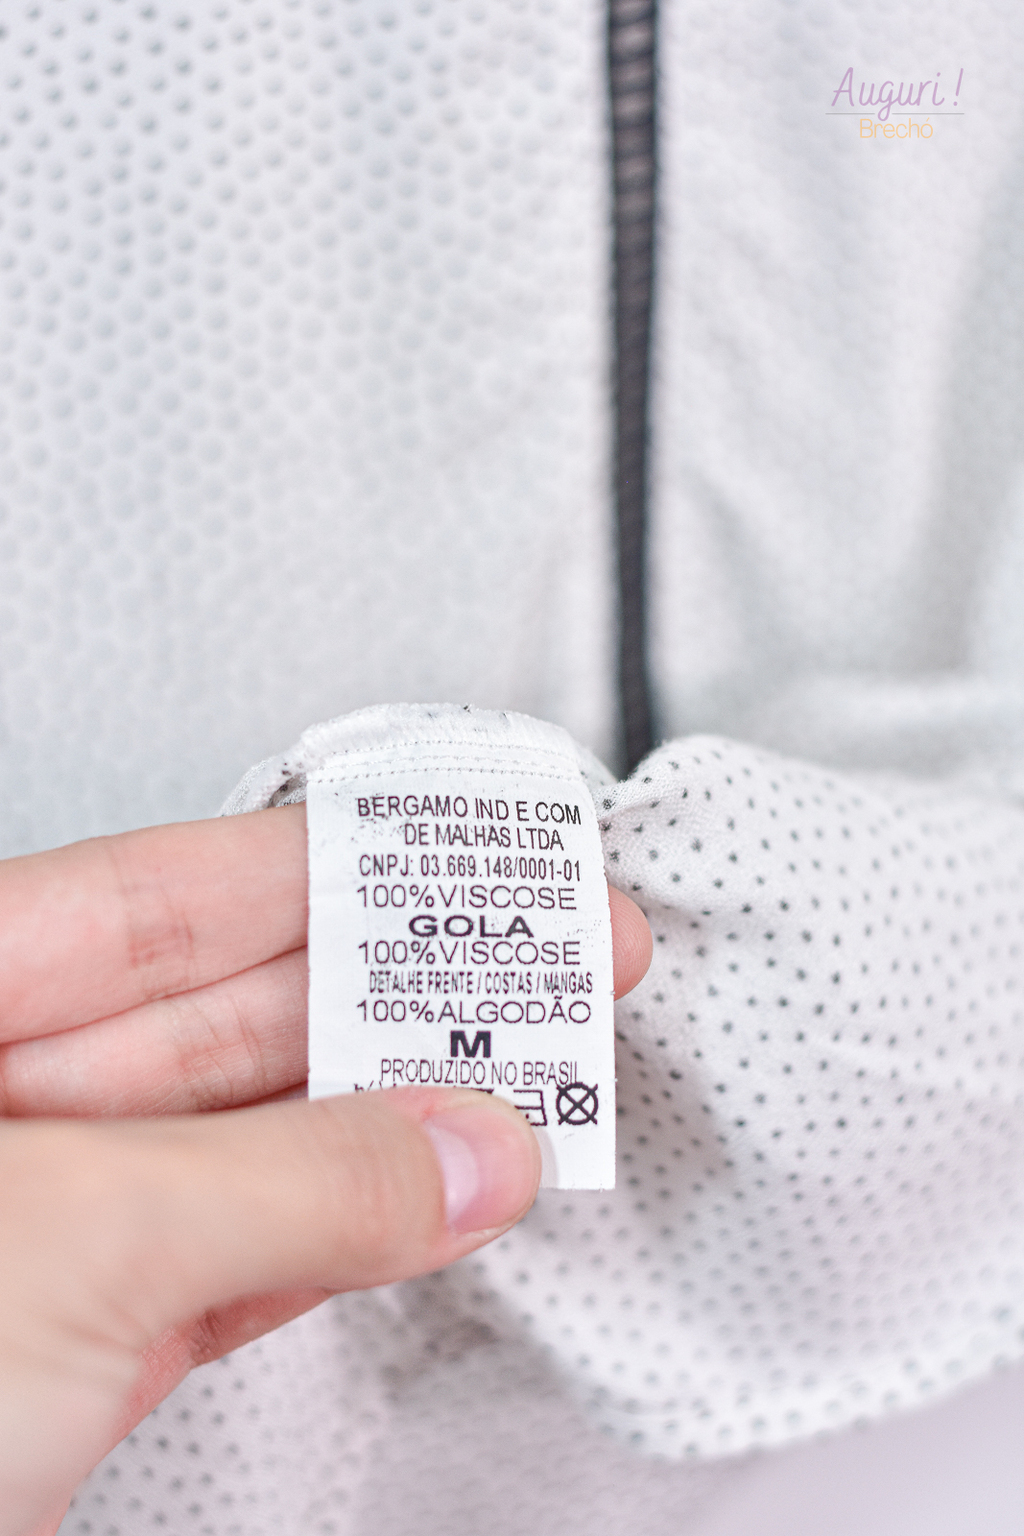 Auguri!
Brechó
BERGAMO IND E COM
DE MALHAS LTDA
CNPJ: 03.669.148/0001-01
100%VISCOSE
GOLA
100%VISCOSE
DETALHE FRENTE / COSTAS / MANGAS
100%ALGODÃO
M
PRODUZIDO NO BRASIL